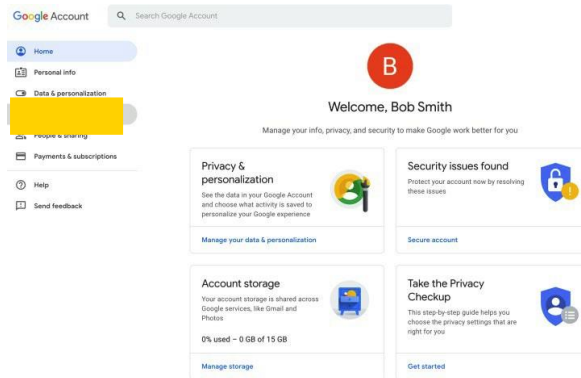 Google Account
Search Google Account
Home
Personal info
Data & personalization
People & sharing
Payments & subscriptions
Help
Send feedback
B
Welcome, Bob Smith
Manage your info, privacy, and security to make Google work better for you
Privacy &
personalization
See the data in your Google Account
and choose what activity is saved to
personalize your Google experience
Manage your data & personalization
Security issues found
Protect your account now by resolving
these issues
Secure account
Account storage
Your account storage is shared across
Google services, like Gmail and
Photos
0% used – 0 GB of 15 GB
Manage storage
Take the Privacy
Checkup
This step-by-step guide helps you
choose the privacy settings that are
right for you
Get started